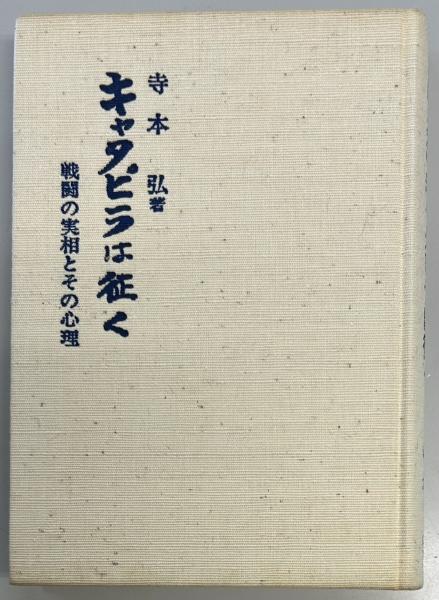 寺本 弘著
キャタピラは征く
戦闘の実相とその心理